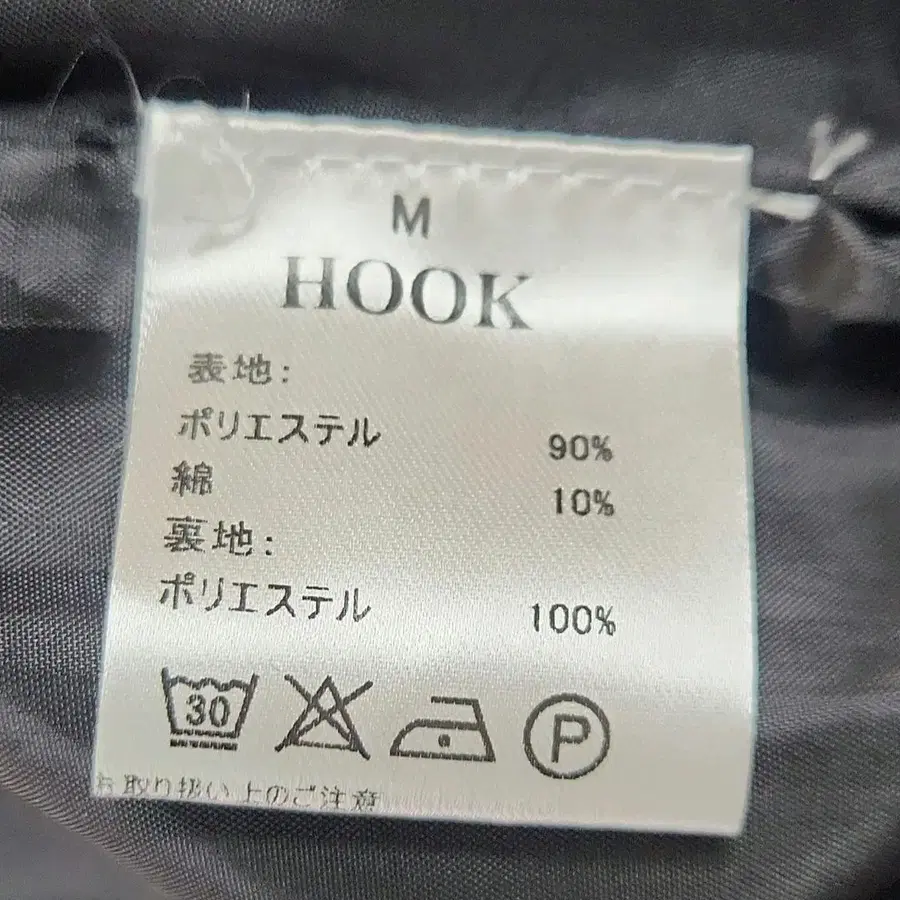 M
HOOK
表地:
ポリエステル 90%
綿 10%
裏地:
ポリエステル 100%
30 P
お取り扱い上のご注意